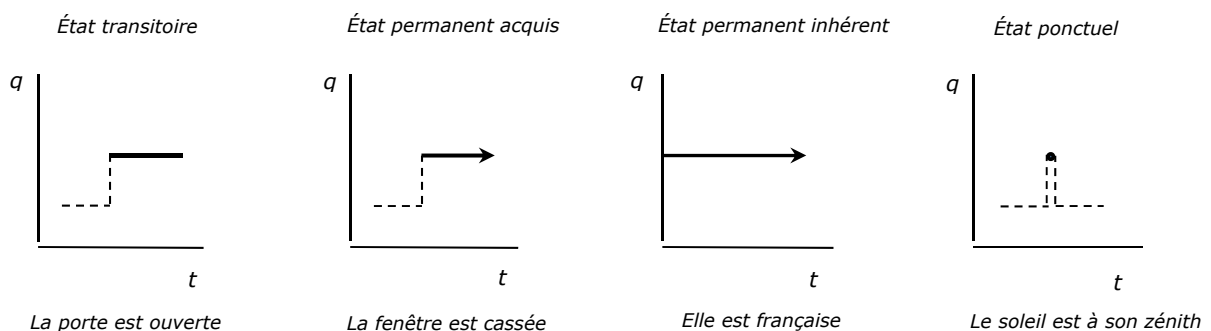 État transitoire
État permanent acquis
État permanent inhérent
État ponctuel
q
q
q
q
t
t
t
t
La porte est ouverte
La fenêtre est cassée
Elle est française
Le soleil est à son zénith